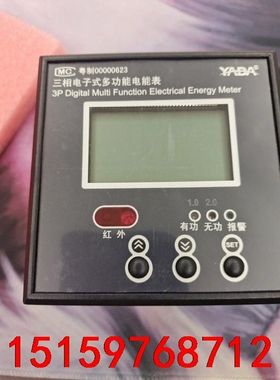 MC 粤制00000623
YABA
三相电子式多功能电能表
3P Digital Multi Function Electrical Energy Meter
1.0 2.0
有功 无功 报警
红外
SET
15159768712